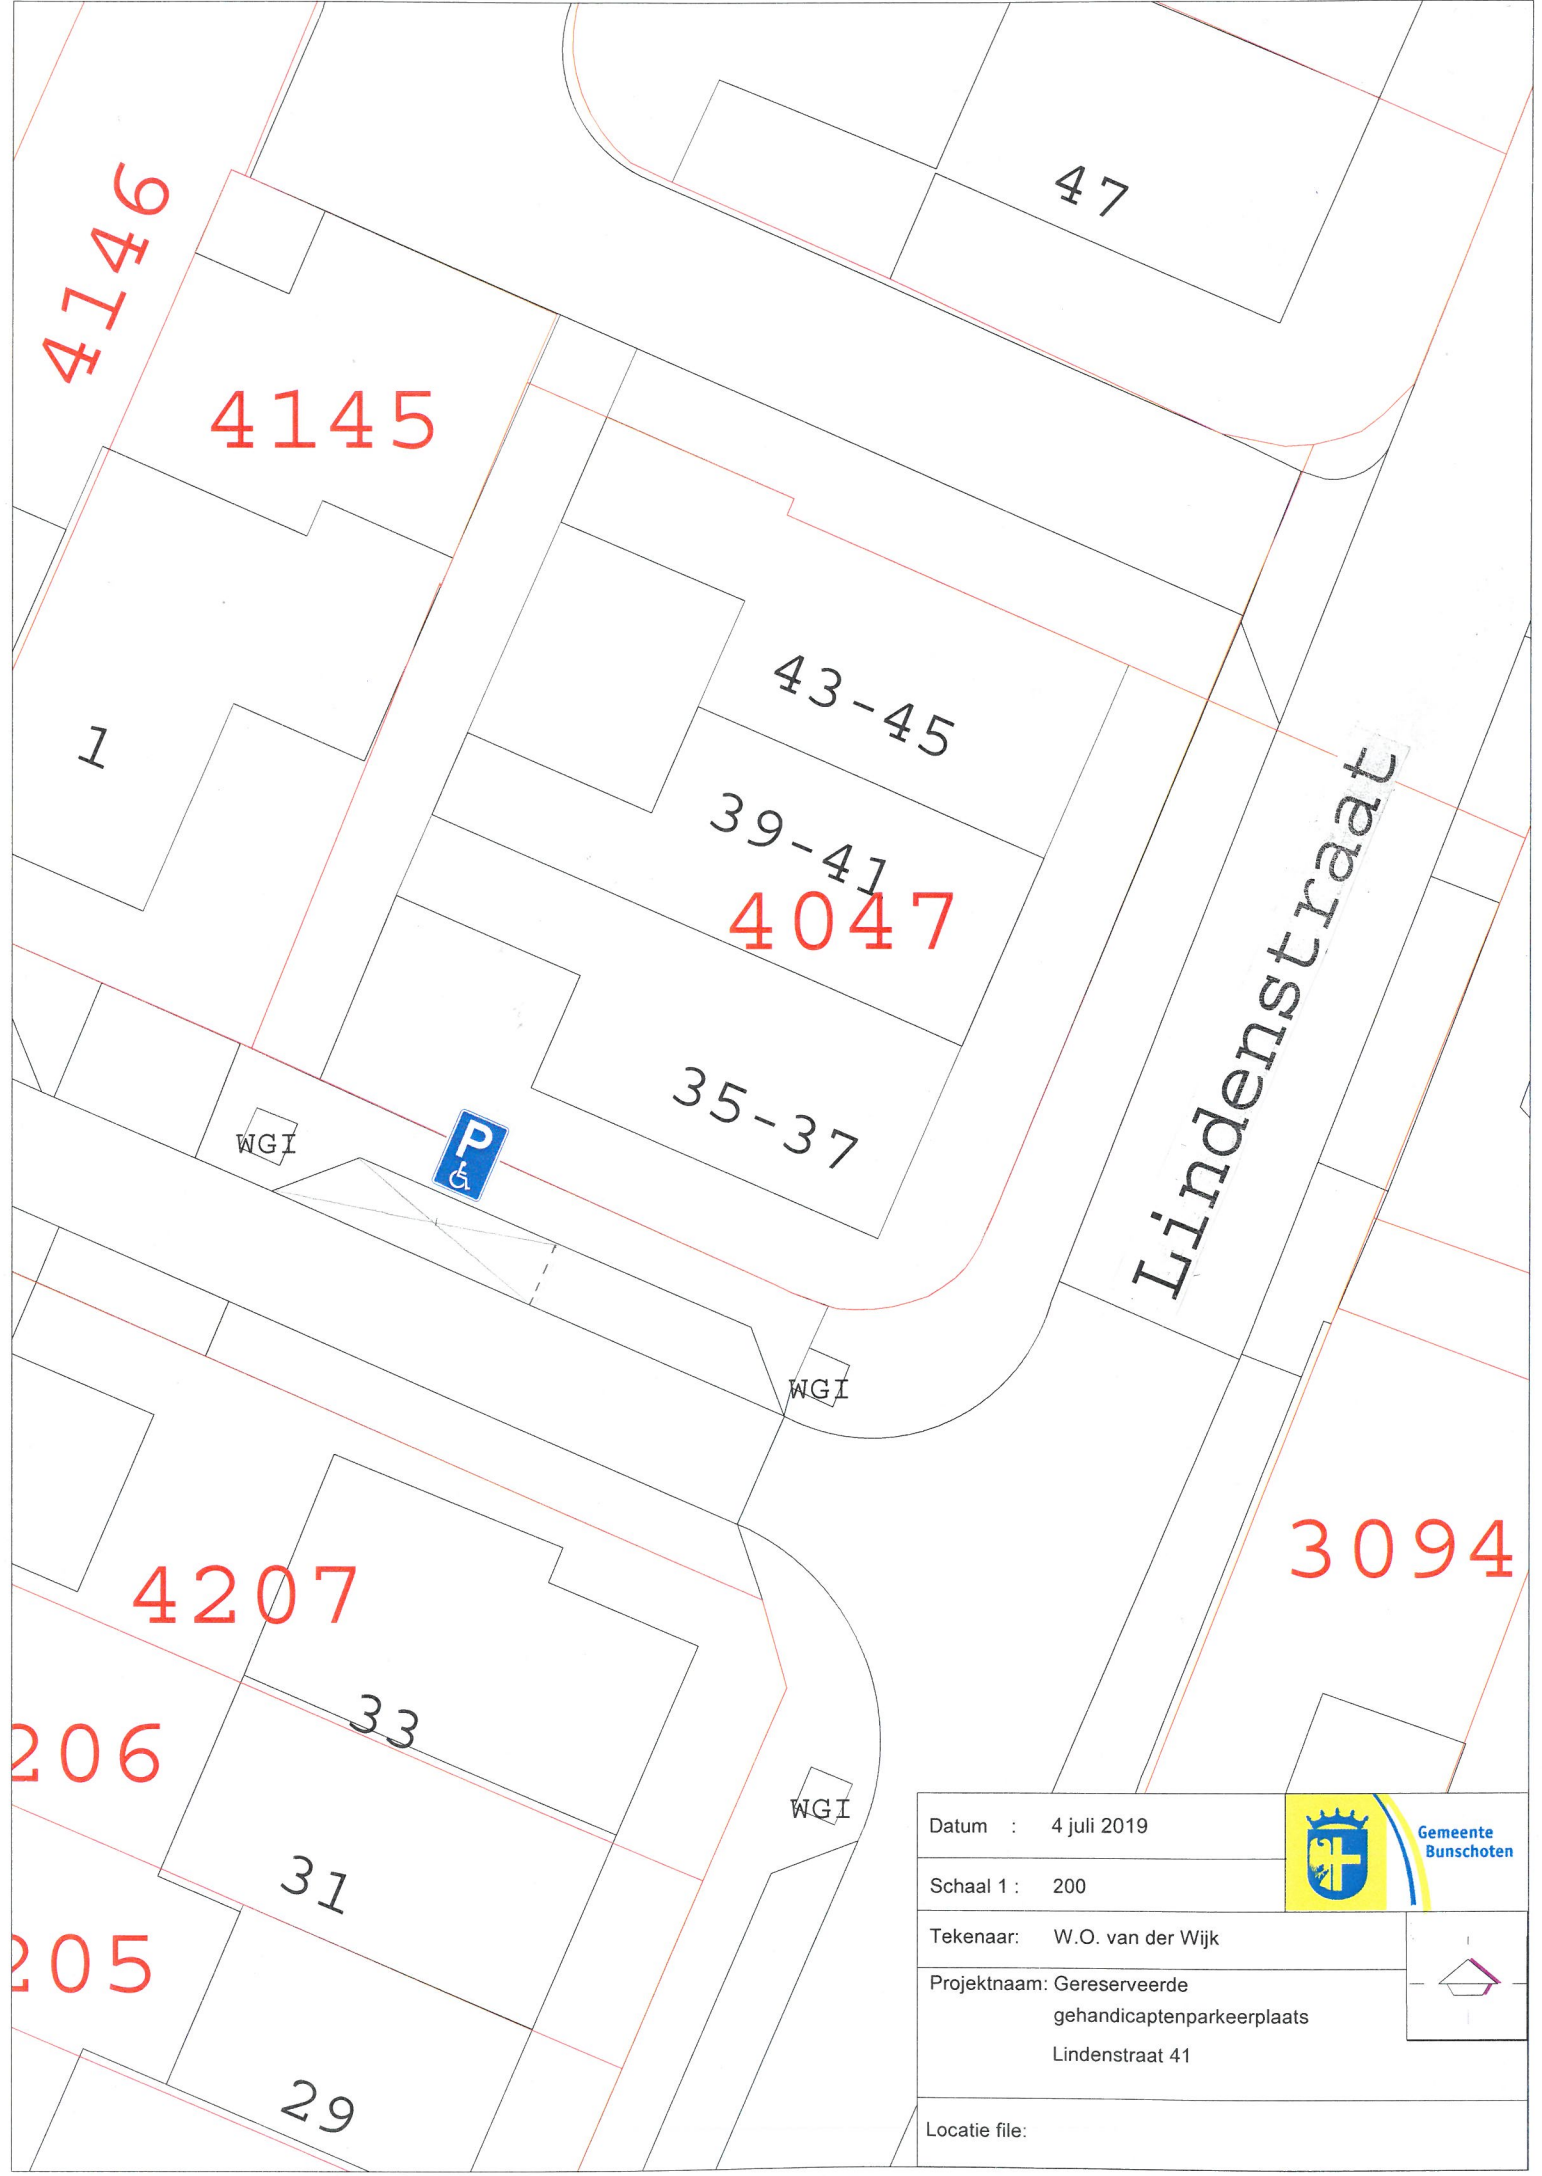 47
4146
4145
43-45
1
39-41
4047
Lindenstraat
35-37
P
WGI
WGI
3094
4207
33
206
WGI
31
205
29
Datum : 4 juli 2019
Gemeente
Bunschoten
Schaal 1 : 200
Tekenaar: W.O. van der Wijk
Projektnaam: Gereserveerde
gehandicaptenparkeerplaats
Lindenstraat 41
Locatie file: